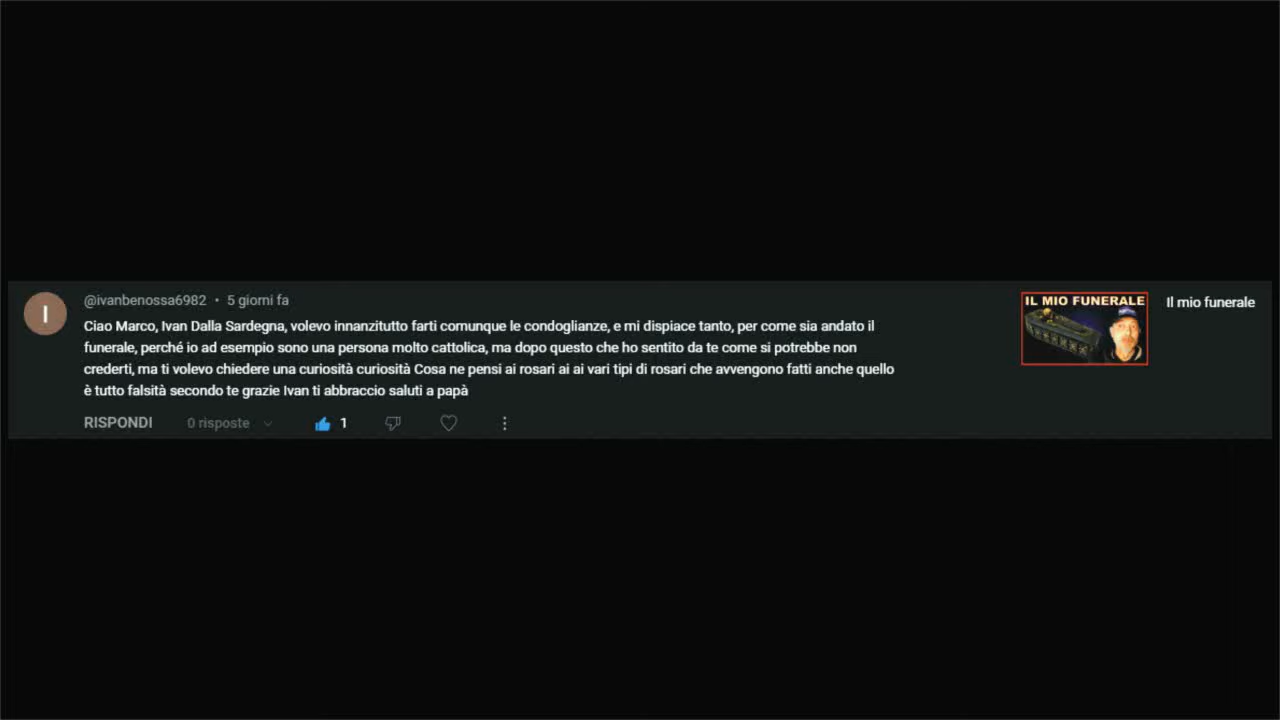 @ivanbenossa6982 • 5 giorni fa
Ciao Marco, Ivan Dalla Sardegna, volevo innanzitutto farti comunque le condoglianze, e mi dispiace tanto, per come sia andato il
funerale, perché io ad esempio sono una persona molto cattolica, ma dopo questo che ho sentito da te come si potrebbe non
crederti, ma ti volevo chiedere una curiosità curiosità Cosa ne pensi ai rosari ai ai vari tipi di rosari che avvengono fatti anche quello
è tutto falsità secondo te grazie Ivan ti abbraccio saluti a papà
RISPONDI 0 risposte 1
I
IL MIO FUNERALE
Il mio funerale